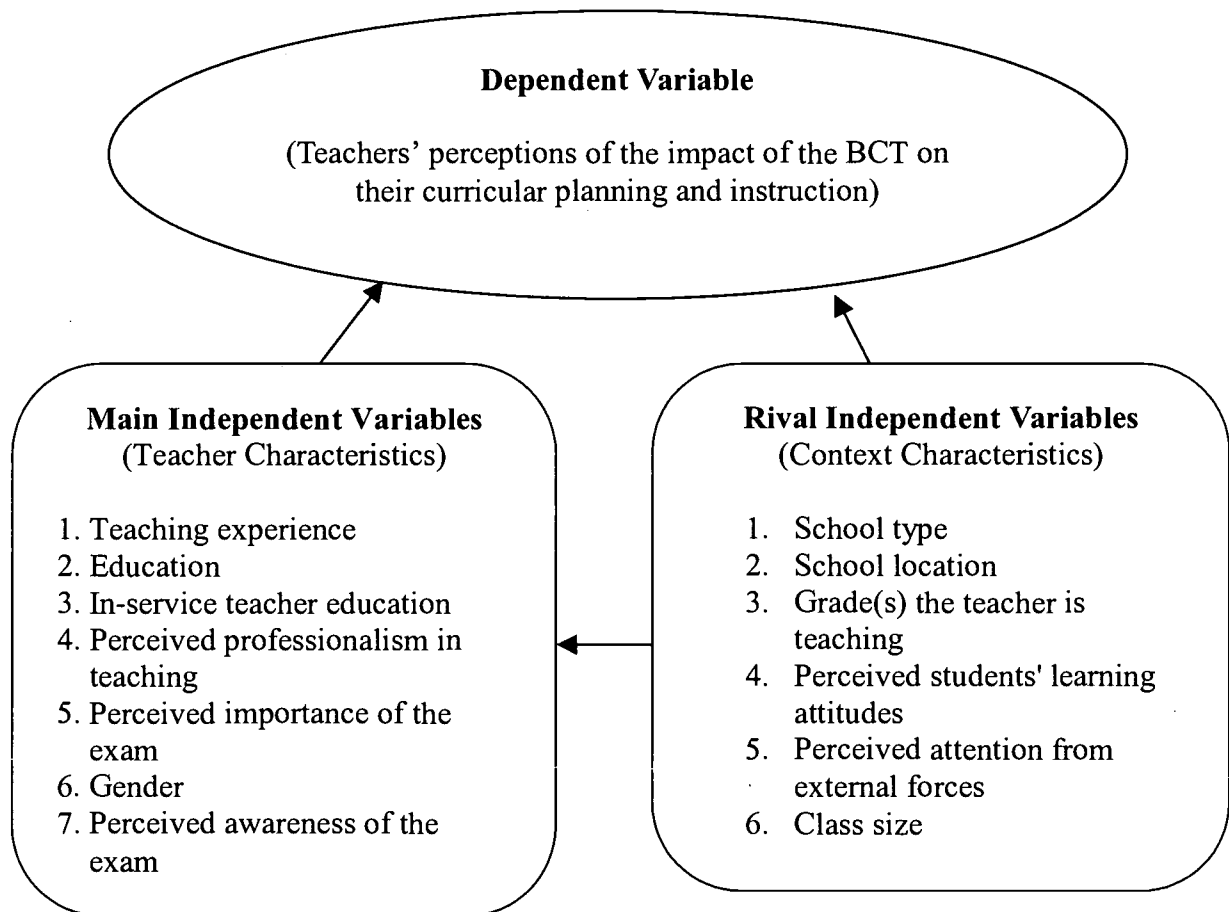 Dependent Variable
(Teachers’ perceptions of the impact of the BCT on
their curricular planning and instruction)
Main Independent Variables
(Teacher Characteristics)
1. Teaching experience
2. Education
3. In-service teacher education
4. Perceived professionalism in
teaching
5. Perceived importance of the
exam
6. Gender
7. Perceived awareness of the
exam
Rival Independent Variables
(Context Characteristics)
1. School type
2. School location
3. Grade(s) the teacher is
teaching
4. Perceived students' learning
attitudes
5. Perceived attention from
external forces
6. Class size